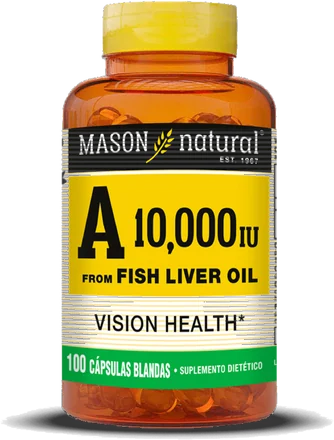 MASON natural®
EST. 1967
A 10,000 IU
FROM FISH LIVER OIL
VISION HEALTH*
100 CÁPSULAS BLANDAS • SUPLEMENTO DIETÉTICO